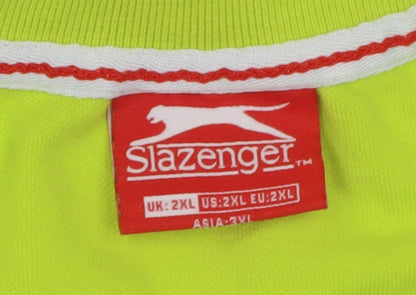 Slazenger™
UK: 2XL US: 2XL EU: 2XL
ASIA: 3XL